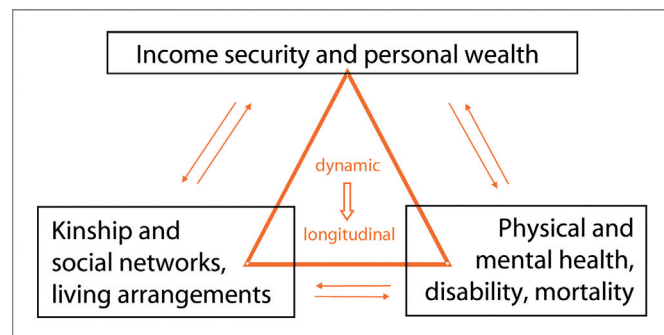 Income security and personal wealth
dynamic
longitudinal
Kinship and
social networks,
living arrangements
Physical and
mental health,
disability, mortality